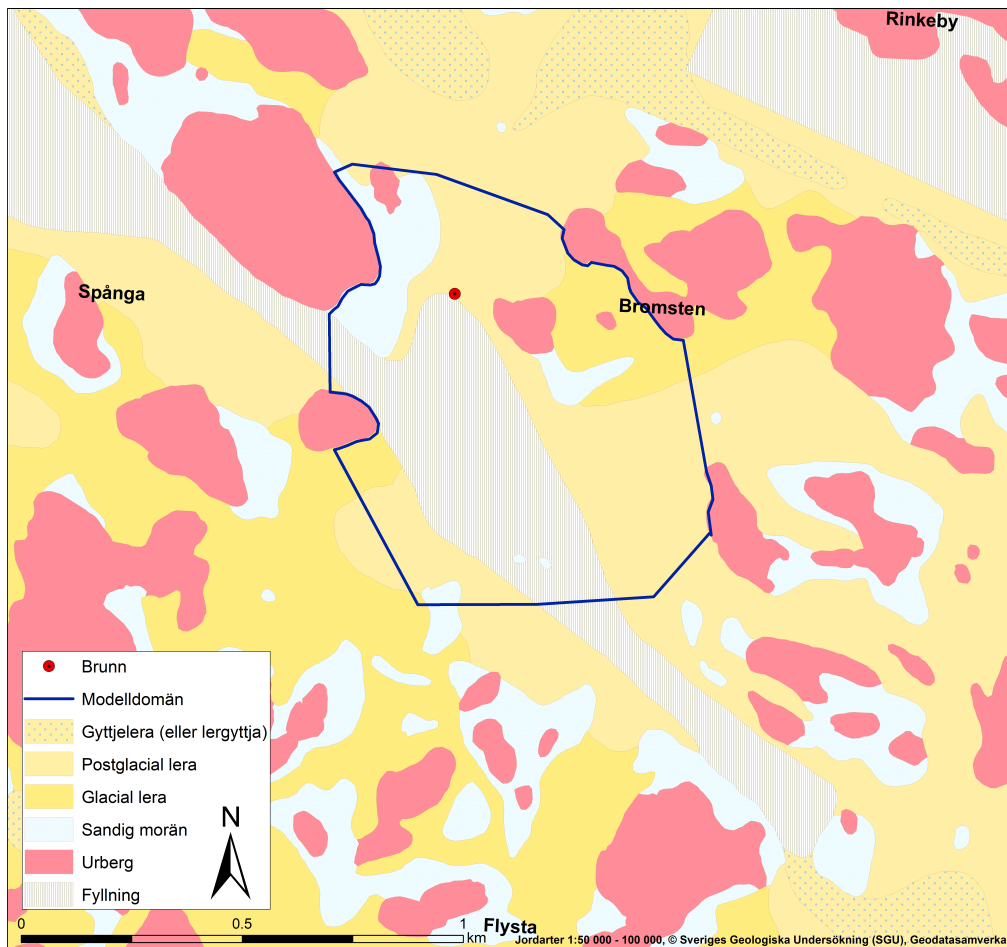 Rinkeby
Spånga
Bromsten
Brunn
Modelldomän
Gyttjelera (eller lergyttja)
Postglacial lera
Glacial lera
Sandig morän
Urberg
Fyllning
N
0 0.5 1
km
Flysta
Jordarter 1:50 000 - 100 000, © Sveriges Geologiska Undersökning (SGU), Geodatasamverka